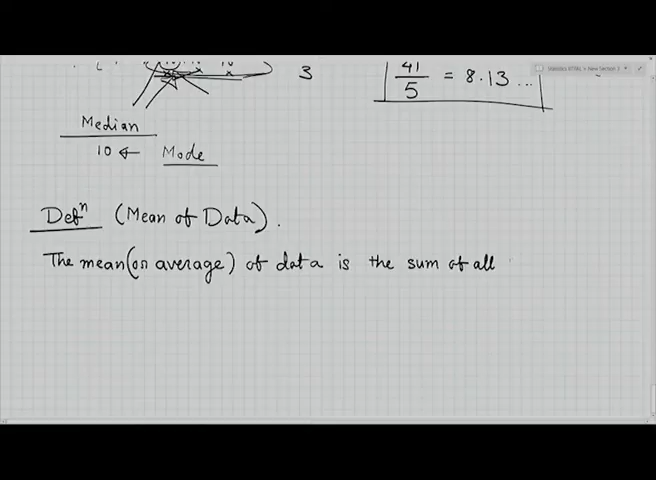 3
41
5
= 8.13...
Median
10 ← Mode
Defⁿ (Mean of Data).
The mean (or average) of data is the sum of all